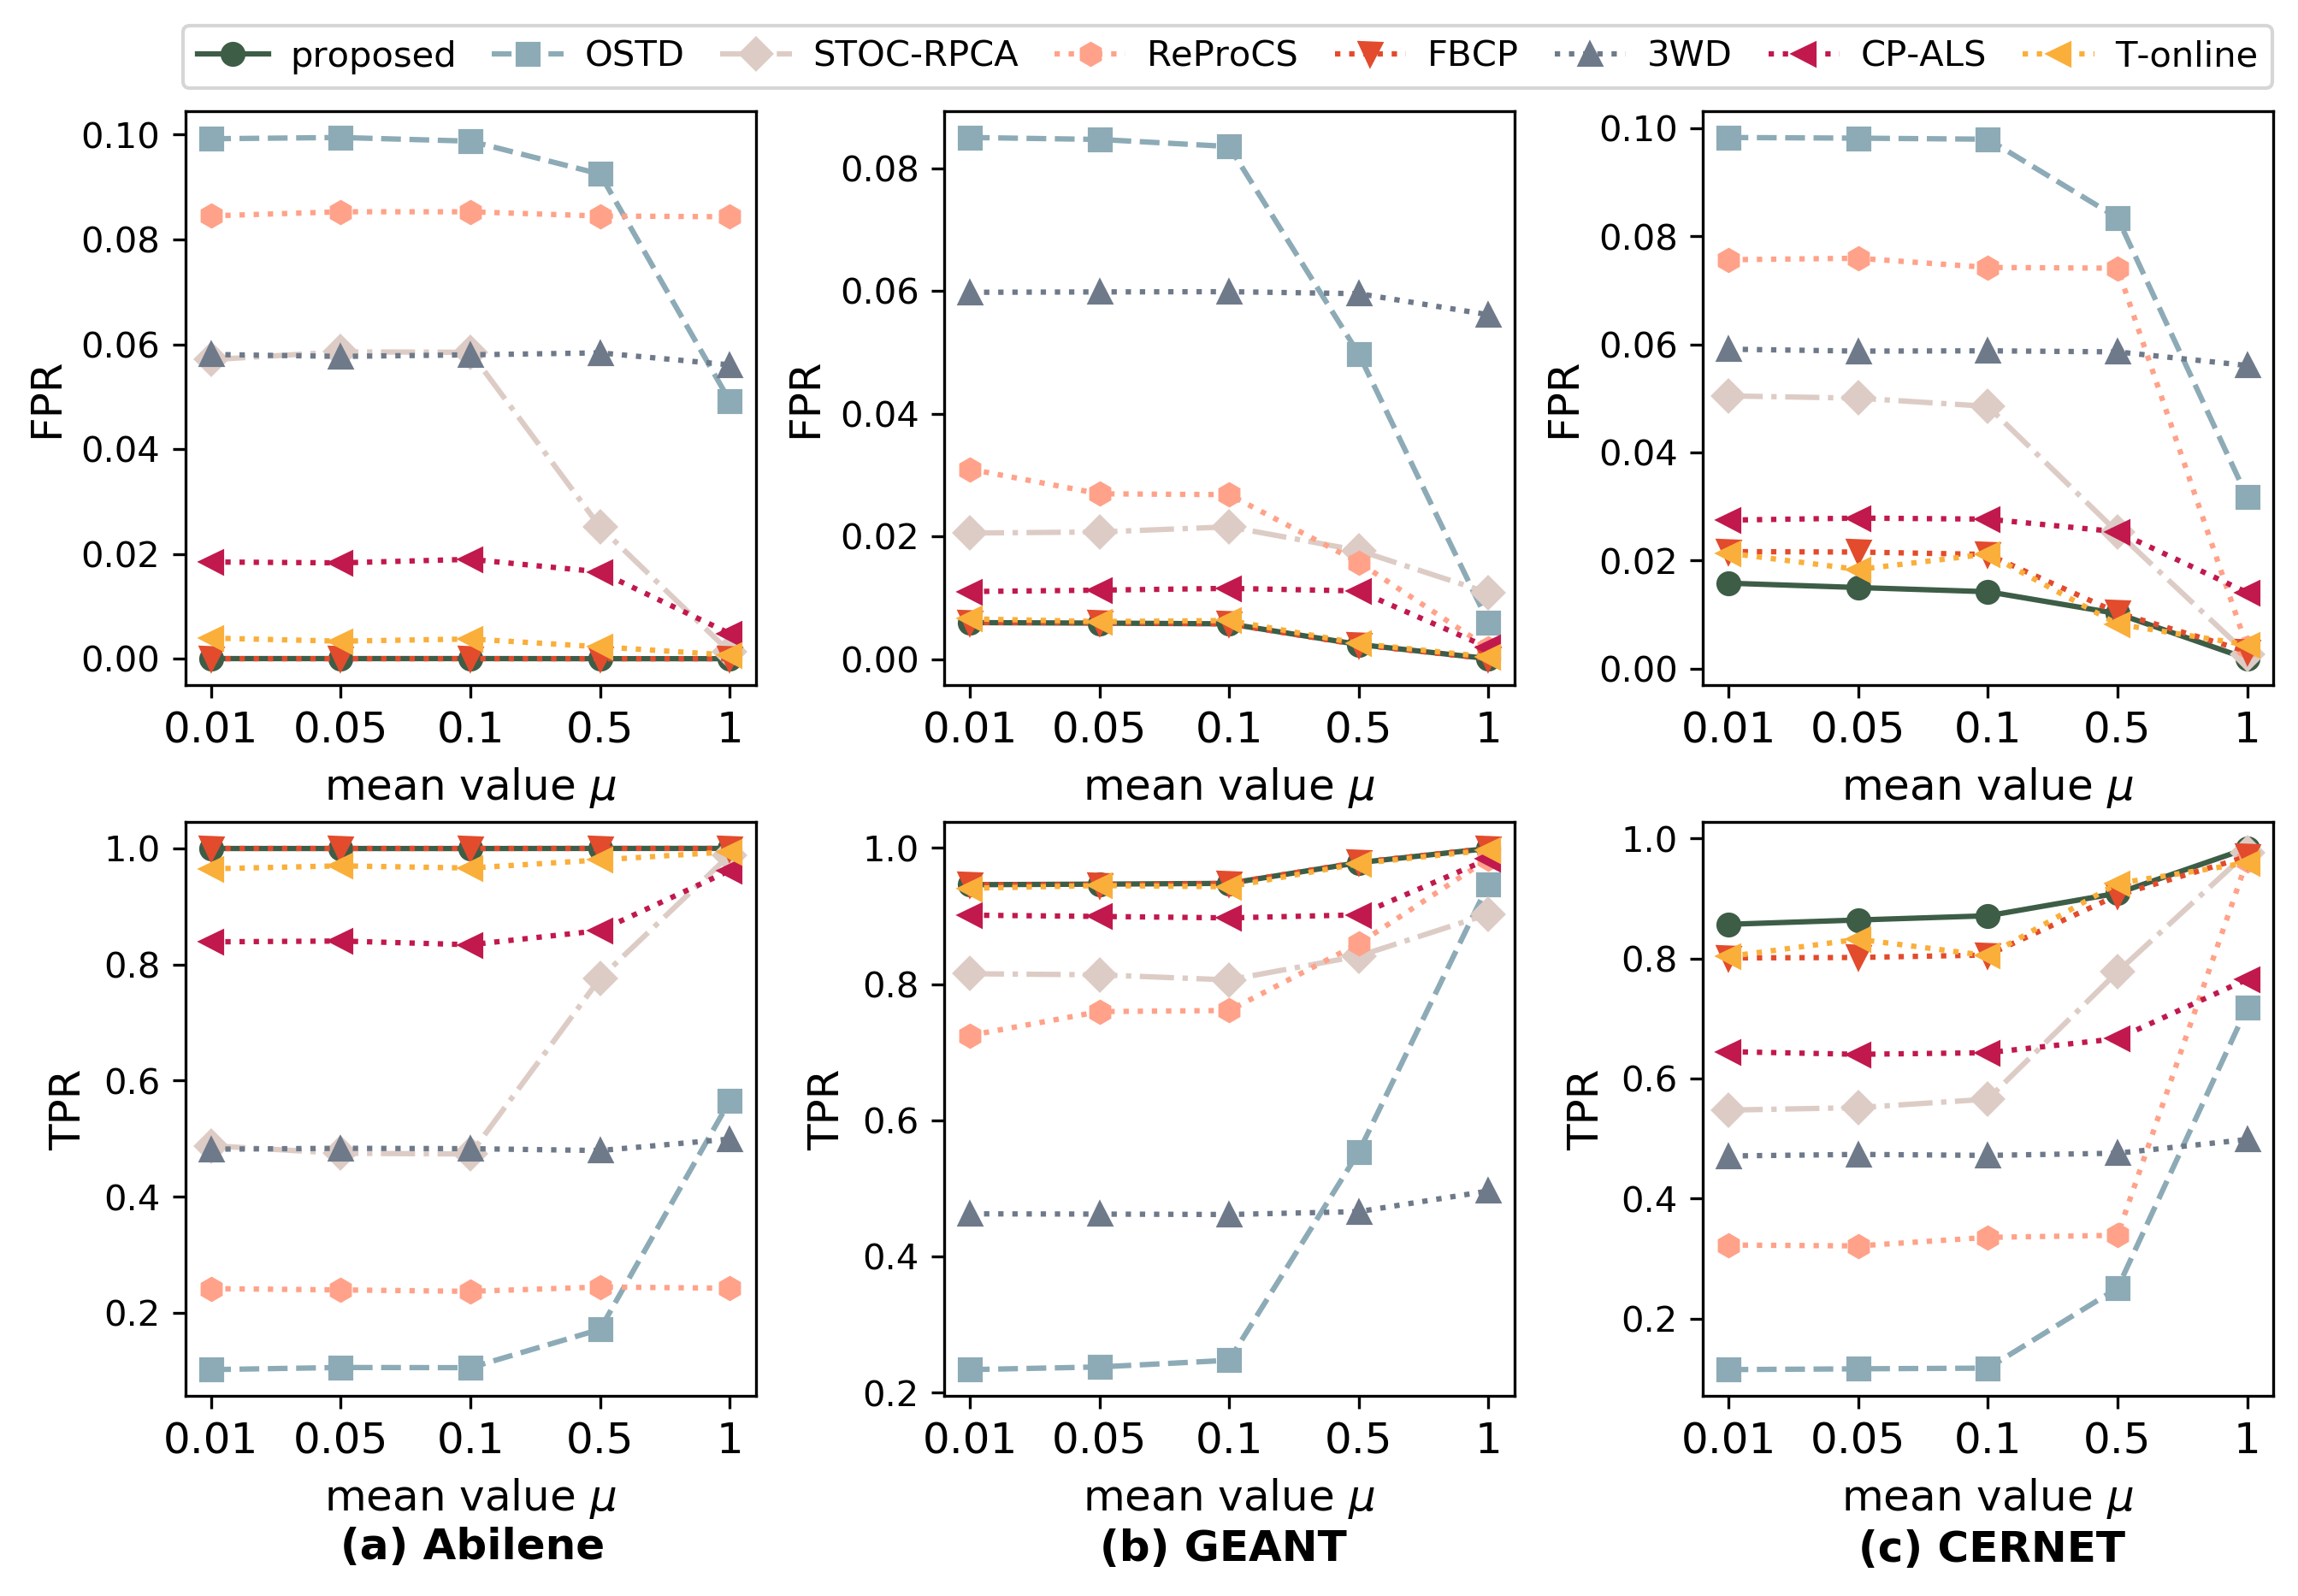 proposed OSTD STOC-RPCA ReProCS FBCP 3WD CP-ALS T-online
FPR
0.10
0.08
0.06
0.04
0.02
0.00
0.01 0.05 0.1 0.5 1
mean value μ
FPR
0.08
0.06
0.04
0.02
0.00
0.01 0.05 0.1 0.5 1
mean value μ
FPR
0.10
0.08
0.06
0.04
0.02
0.00
0.01 0.05 0.1 0.5 1
mean value μ
TPR
1.0
0.8
0.6
0.4
0.2
0.01 0.05 0.1 0.5 1
mean value μ
(a) Abilene
TPR
1.0
0.8
0.6
0.4
0.2
0.01 0.05 0.1 0.5 1
mean value μ
(b) GEANT
TPR
1.0
0.8
0.6
0.4
0.2
0.01 0.05 0.1 0.5 1
mean value μ
(c) CERNET